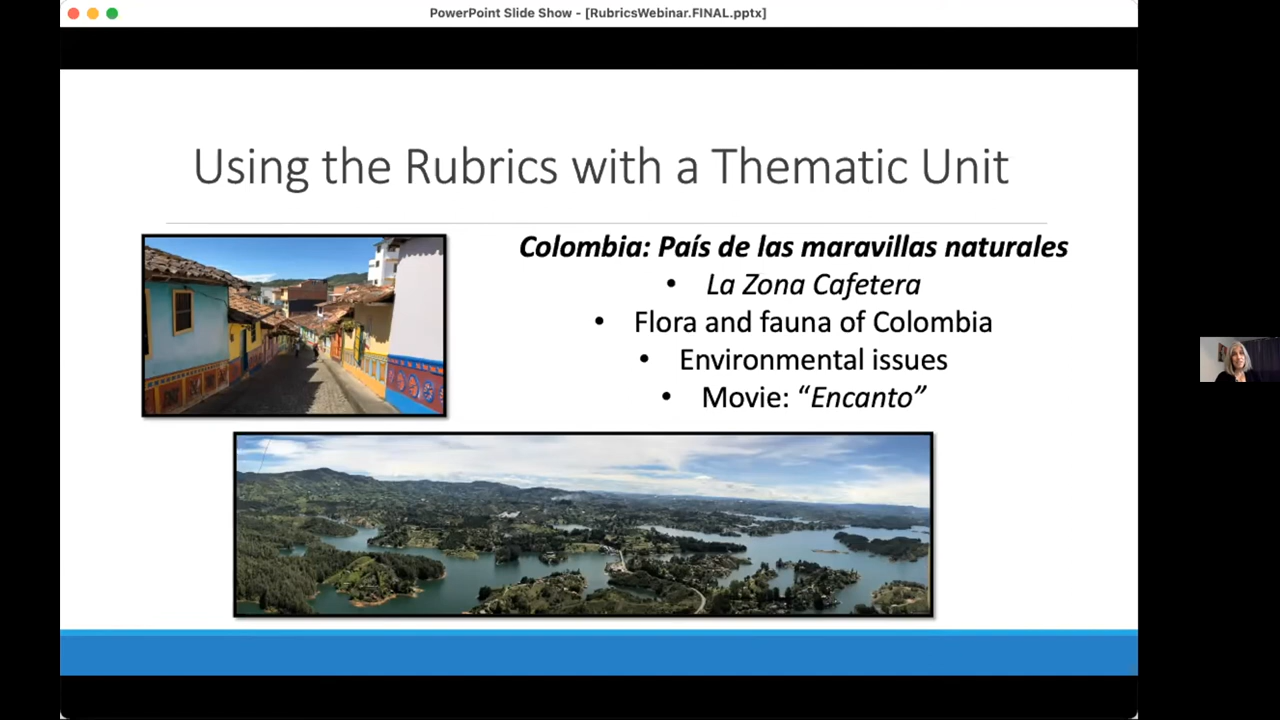 PowerPoint Slide Show - [RubricsWebinar.FINAL.pptx]
Using the Rubrics with a Thematic Unit
Colombia: País de las maravillas naturales
• La Zona Cafetera
• Flora and fauna of Colombia
• Environmental issues
• Movie: “Encanto”